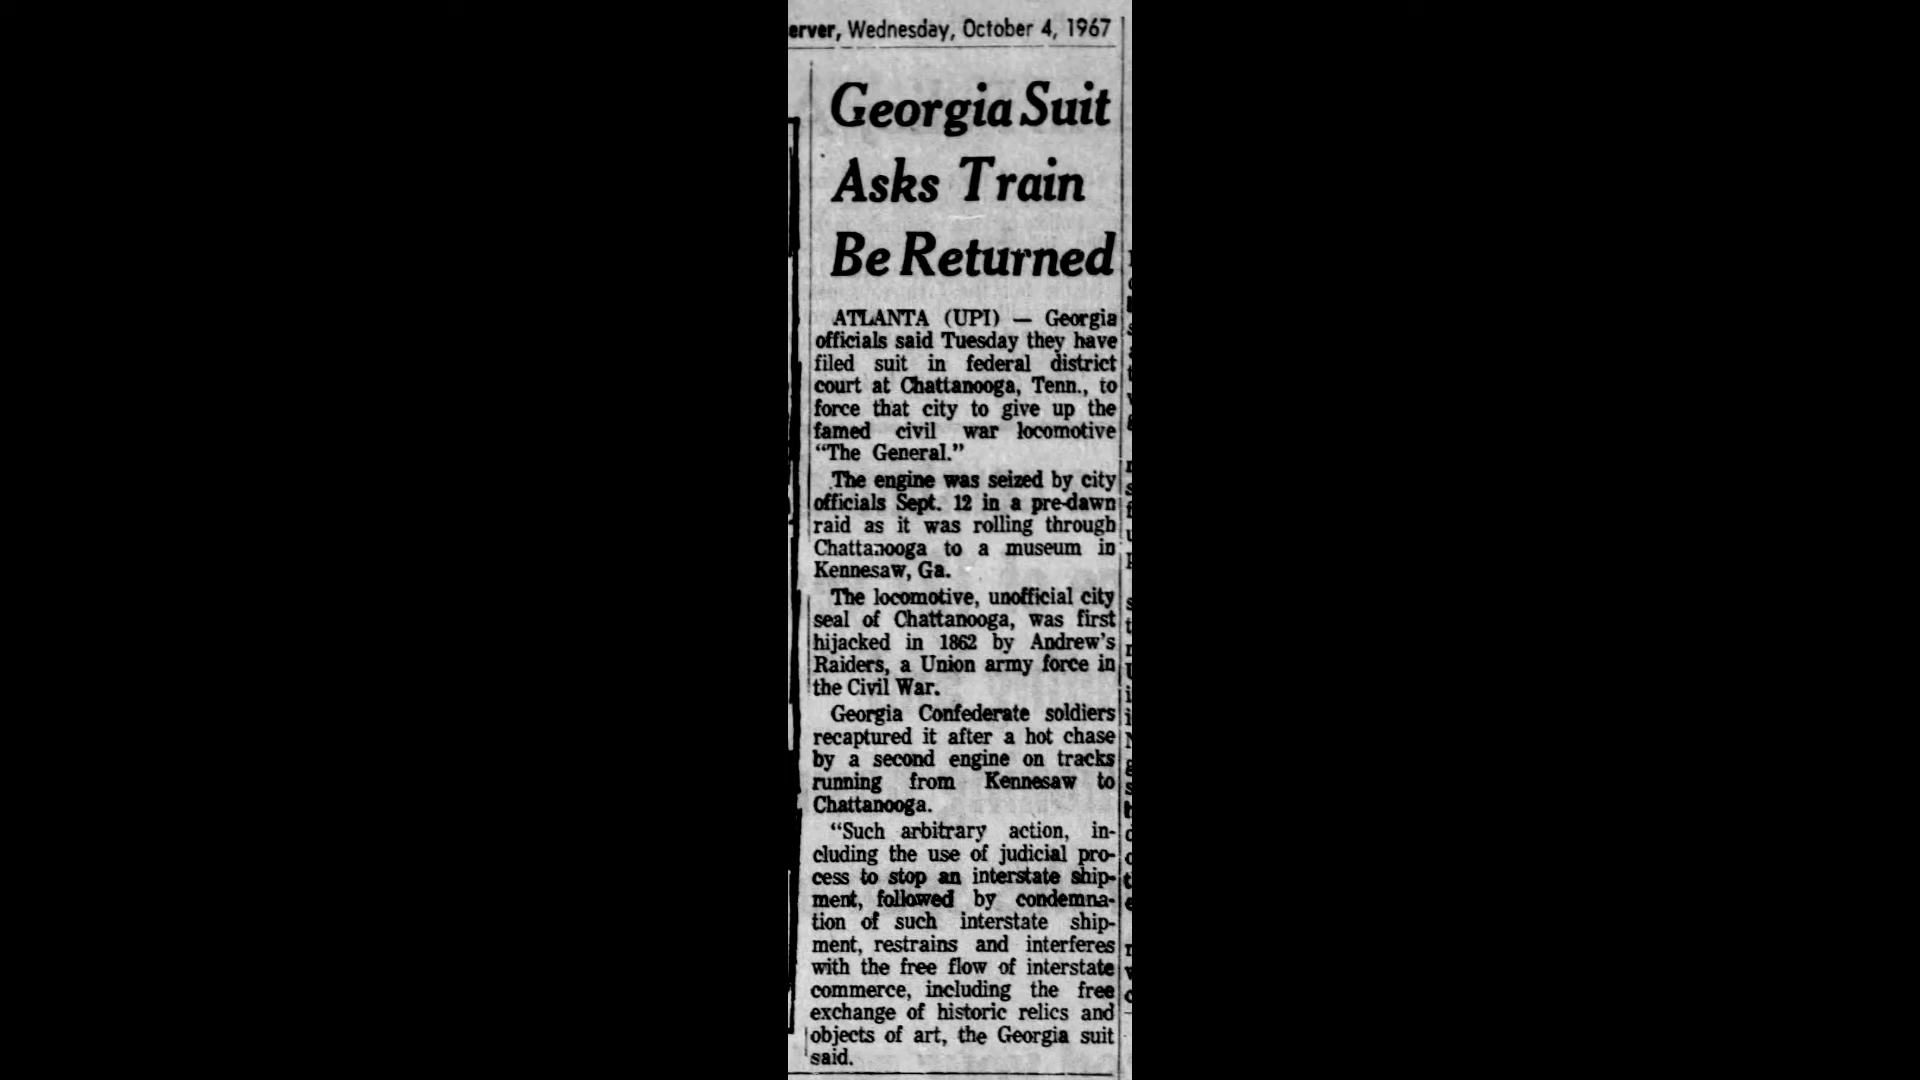 erver, Wednesday, October 4, 1967
Georgia Suit
Asks Train
Be Returned
ATLANTA (UPI) — Georgia
officials said Tuesday they have
filed suit in federal district
court at Chattanooga, Tenn., to
force that city to give up the
famed civil war locomotive
“The General.”
The engine was seized by city
officials Sept. 12 in a pre-dawn
raid as it was rolling through
Chattanooga to a museum in
Kennesaw, Ga.
The locomotive, unofficial city
seal of Chattanooga, was first
hijacked in 1862 by Andrew’s
Raiders, a Union army force in
the Civil War.
Georgia Confederate soldiers
recaptured it after a hot chase
by a second engine on tracks
running from Kennesaw to
Chattanooga.
“Such arbitrary action, in-
cluding the use of judicial pro-
cess to stop an interstate ship-
ment, followed by condemna-
tion of such interstate ship-
ment, restrains and interferes
with the free flow of interstate
commerce, including the free
exchange of historic relics and
objects of art, the Georgia suit
said.